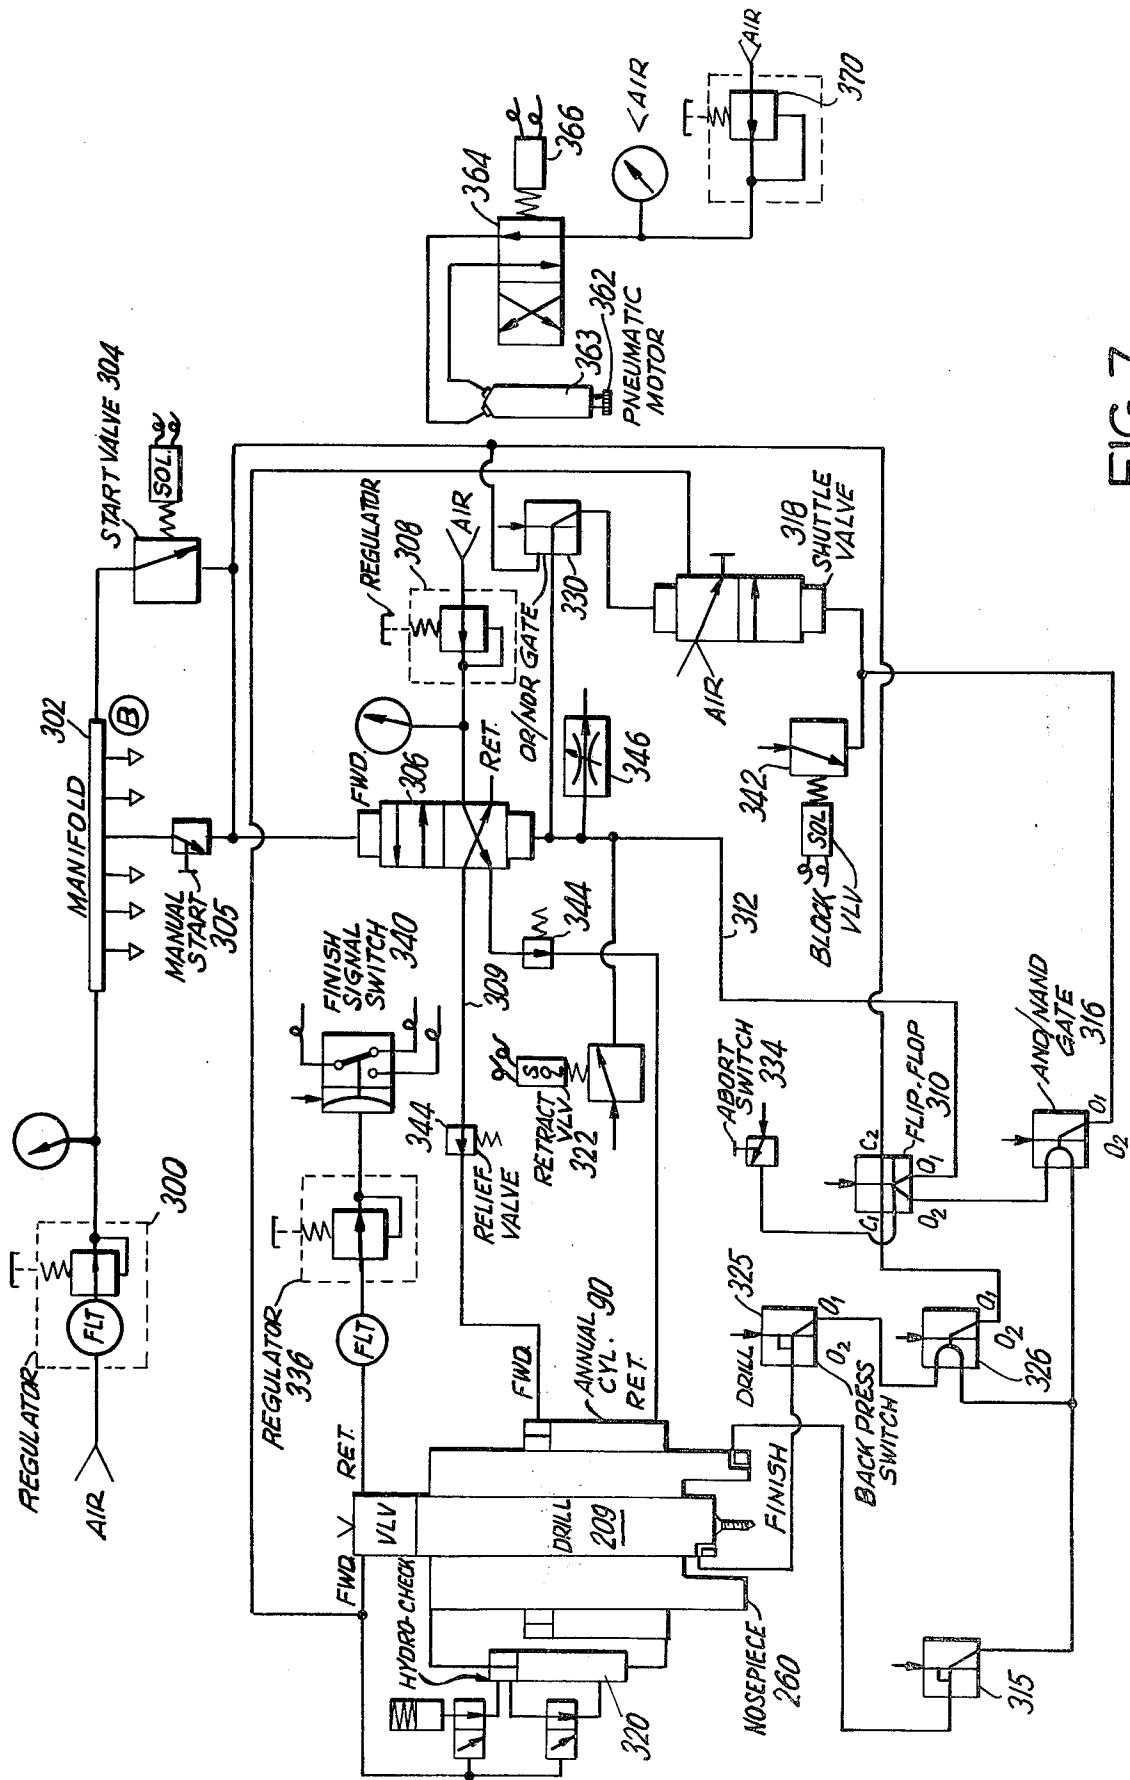 REGULATOR
300
AIR
FLT
MANIFOLD
302
B
MANUAL
START
305
START VALVE 304
SOL.
FINISH
SIGNAL
SWITCH
340
FWD.
306
RET.
REGULATOR
308
AIR
OR/NOR GATE
330
346
364
366
363
362
PNEUMATIC
MOTOR
AIR
370
AIR
REGULATOR
336
FLT
RET.
FWD.
VLV
HYDRO-CHECK
344
RELIEF
VALVE
309
344
RETRACT
VLV
322
SOL
312
AIR
318
SHUTTLE
VALVE
342
SOL
BLOCK
VLV
FWD.
ANNUAL
CYL. 90
RET.
DRILL
209
320
NOSEPIECE
260
FINISH
DRILL
325
O1
O2
BACK PRESS
SWITCH
ABORT
SWITCH
334
C1
C2
O2
O1
FLIP-FLOP
310
O1
O2
326
AND/NAND
GATE
316
O1
O2
315
FIG. 7